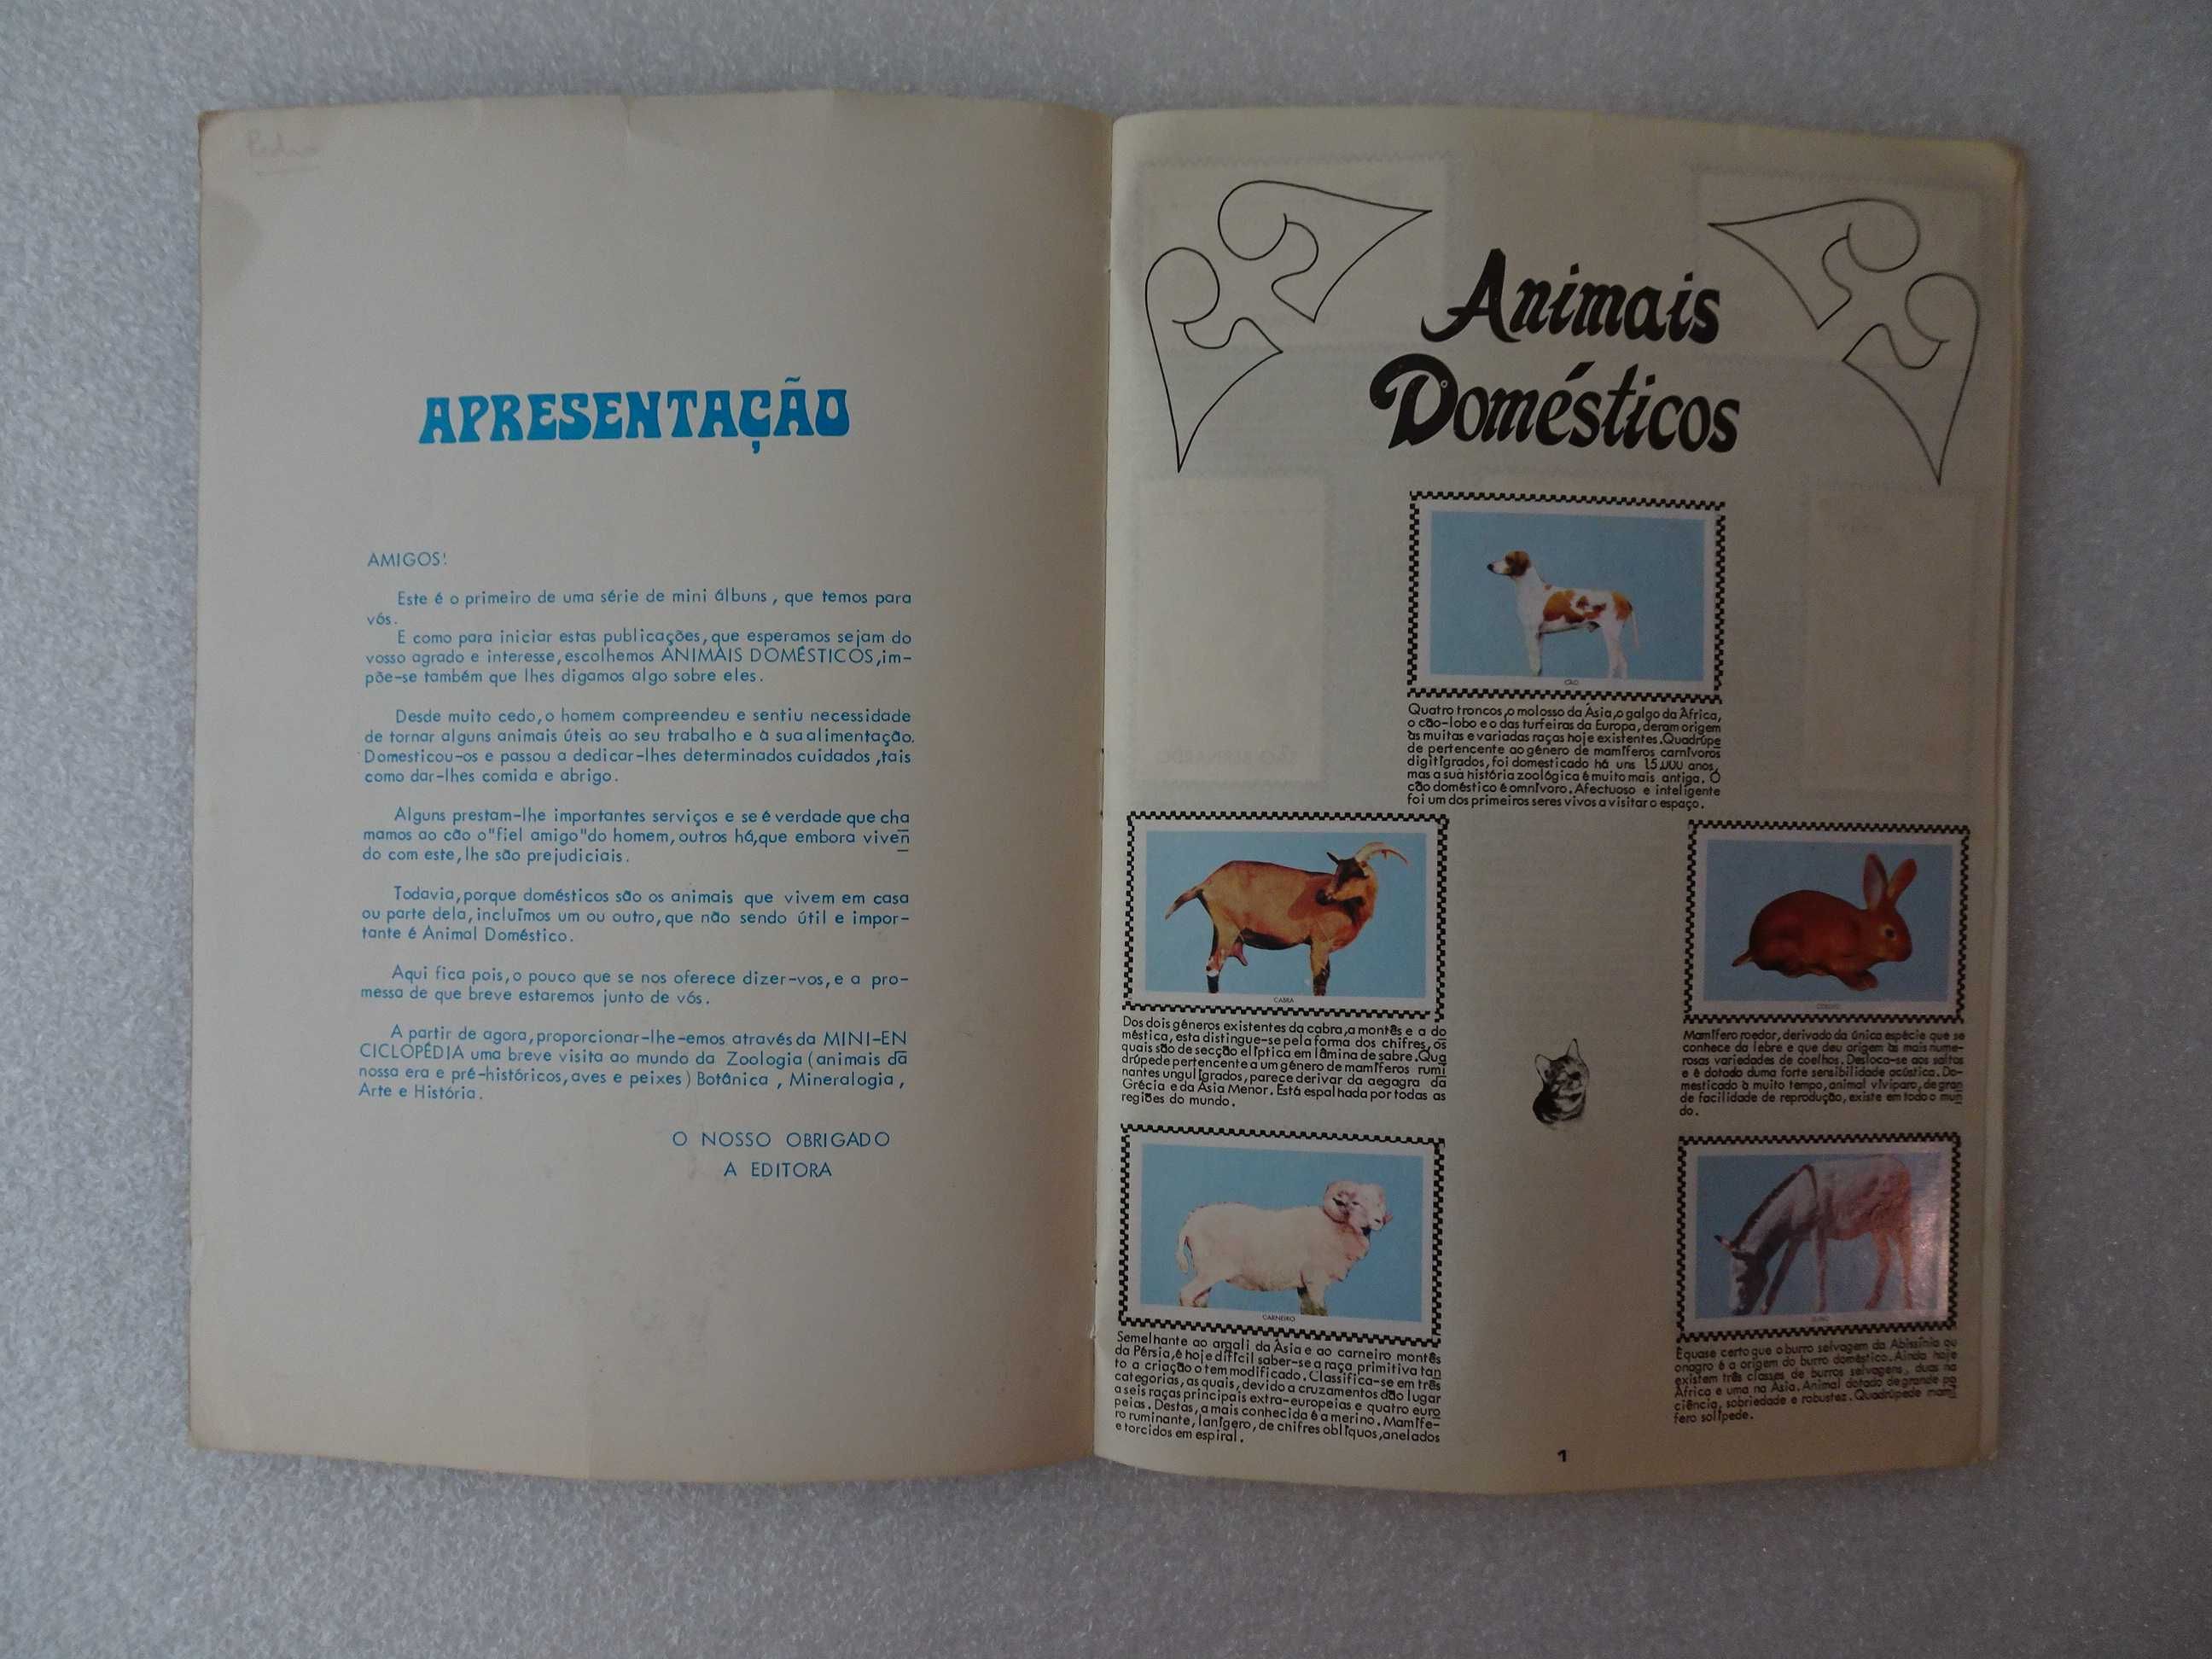 Pedro
APRESENTAÇÃO
AMIGOS!
Este é o primeiro de uma série de mini álbuns , que temos para
vós.
E como para iniciar estas publicações, que esperamos sejam do
vosso agrado e interesse, escolhemos ANIMAIS DOMÉSTICOS, im-
põe-se também que lhes digamos algo sobre eles.
Desde muito cedo, o homem compreendeu e sentiu necessidade
de tornar alguns animais úteis ao seu trabalho e à sua alimentação.
Domesticou-os e passou a dedicar-lhes determinados cuidados ,tais
como dar-lhes comida e abrigo.
Alguns prestam-lhe importantes serviços e se é verdade que cha
mamos ao cão o "fiel amigo" do homem, outros há, que embora viven
do com este, lhe são prejudiciais.
Todavia, porque domésticos são os animais que vivem em casa
ou parte dela, incluímos um ou outro, que não sendo útil e impor-
tante é Animal Doméstico.
Aqui fica pois, o pouco que se nos oferece dizer-vos, e a pro-
messa de que breve estaremos junto de vós.
A partir de agora, proporcionar-lhe-emos através da MINI-EN
CICLOPÉDIA uma breve visita ao mundo da Zoologia (animais da
nossa era e pré-históricos, aves e peixes) Botânica , Mineralogia ,
Arte e História.
O NOSSO OBRIGADO
A EDITORA
Animais
Domésticos
CÃO
Quatro troncos, o molosso da Ásia, o galgo da África,
o cão-lobo e o das turfeiras da Europa, deram origem
às muitas e variadas raças hoje existentes. Quadrúpe
de pertencente ao género de mamíferos carnívoros
digitígrados, foi domesticado há uns 15.000 anos,
mas a sua história zoológica é muito mais antiga. O
cão doméstico é omnívoro. Afectuoso e inteligente
foi um dos primeiros seres vivos a visitar o espaço.
CABRA
Dos dois géneros existentes da cabra, a montês e a do
méstica, esta distingue-se pela forma dos chifres, os
quais são de secção elíptica em lâmina de sabre. Qua
drúpede pertencente a um género de mamíferos rumi
nantes ungulígrados, parece derivar da aegagra da
Grécia e da Ásia Menor. Está espalhada por todas as
regiões do mundo.
COELHO
Mamífero roedor, derivado da única espécie que se
conhece da lebre e que deu origem às mais nume-
rosas variedades de coelhos. Desloca-se aos saltos
e é dotado duma forte sensibilidade acústica. Do-
mesticado à muito tempo, animal vivíparo, de gran
de facilidade de reprodução, existe em todo o mun
do.
CARNEIRO
Semelhante ao argali da Ásia e ao carneiro montês
da Pérsia, é hoje difícil saber-se a raça primitiva tan
to a criação o tem modificado. Classifica-se em três
categorias, as quais, devido a cruzamentos dão lugar
a seis raças principais extra-europeias e quatro euro
peias. Destas, a mais conhecida é a merino. Mamífe-
ro ruminante, lanígero, de chifres oblíquos, anelados
e torcidos em espiral.
BURRO
É quase certo que o burro selvagem da Abissínia ou
onagro é a origem do burro doméstico. Ainda hoje
existem três classes de burros selvagens, duas na
África e uma na Ásia. Animal dotado de grande pa
ciência, sobriedade e robustez. Quadrúpede mamí
fero solípede.
1